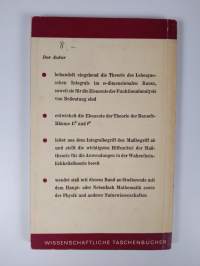 8.–
Der Autor
behandelt eingehend die Theorie des Lebesgue-
schen Integrals im n-dimensionalen Raum,
soweit sie für die Elemente der Funktionalanalysis
von Bedeutung sind
entwickelt die Elemente der Theorie der Banach-
Räume
und
leitet aus dem Integralbegriff den Maßbegriff ab
und stellt die wichtigsten Hilfsmittel der Maß-
theorie für die Anwendungen in der Wahrschein-
lichkeitstheorie bereit
wendet sich mit diesem Band an Studierende mit
dem Haupt- oder Nebenfach Mathematik sowie
der Physik und anderer Naturwissenschaften
WISSENSCHAFTLICHE TASCHENBÜCHER